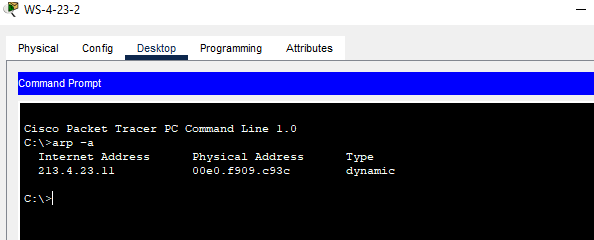 WS-4-23-2
Physical Config Desktop Programming Attributes
Command Prompt
Cisco Packet Tracer PC Command Line 1.0
C:\>arp -a
Internet Address Physical Address Type
213.4.23.11 00e0.f909.c93c dynamic
C:\>